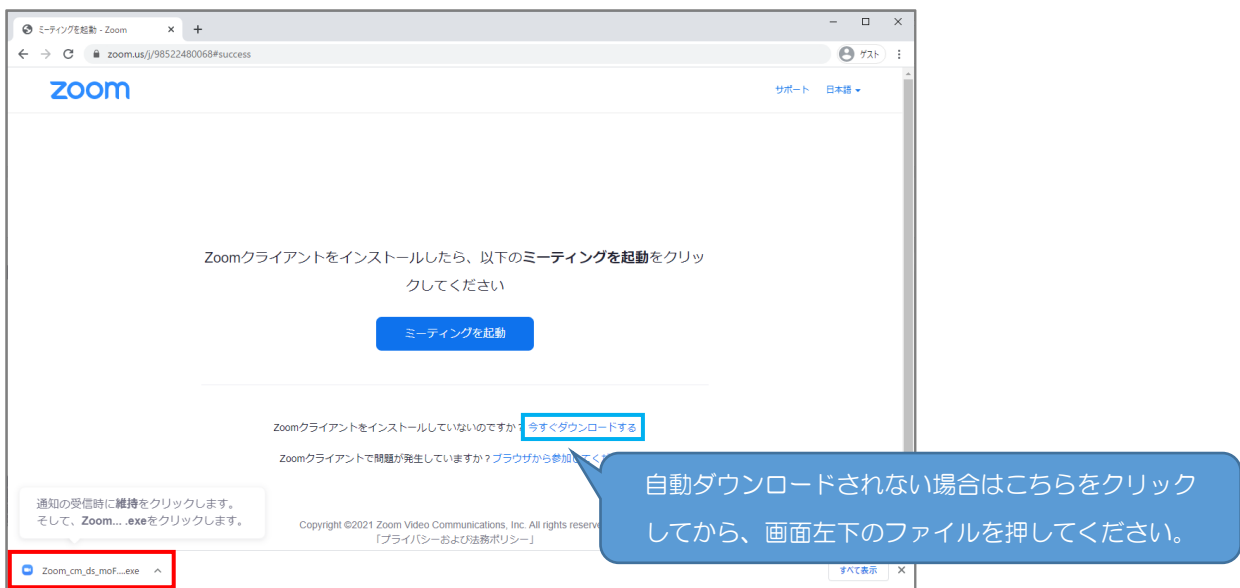 ミーティングを起動 - Zoom
zoom.us/j/98522480068#success
ゲスト
zoom
サポート 日本語
Zoomクライアントをインストールしたら、以下のミーティングを起動をクリッ
クしてください
ミーティングを起動
Zoomクライアントをインストールしていないのですか？今すぐダウンロードする
Zoomクライアントで問題が発生していますか？ブラウザから参加
自動ダウンロードされない場合はこちらをクリック
してから、画面左下のファイルを押してください。
通知の受信時に維持をクリックします。
そして、Zoom... .exeをクリックします。
Copyright ©2021 Zoom Video Communications, Inc. All rights reserve
「プライバシーおよび法務ポリシー」
Zoom_cm_ds_moF....exe
すべて表示